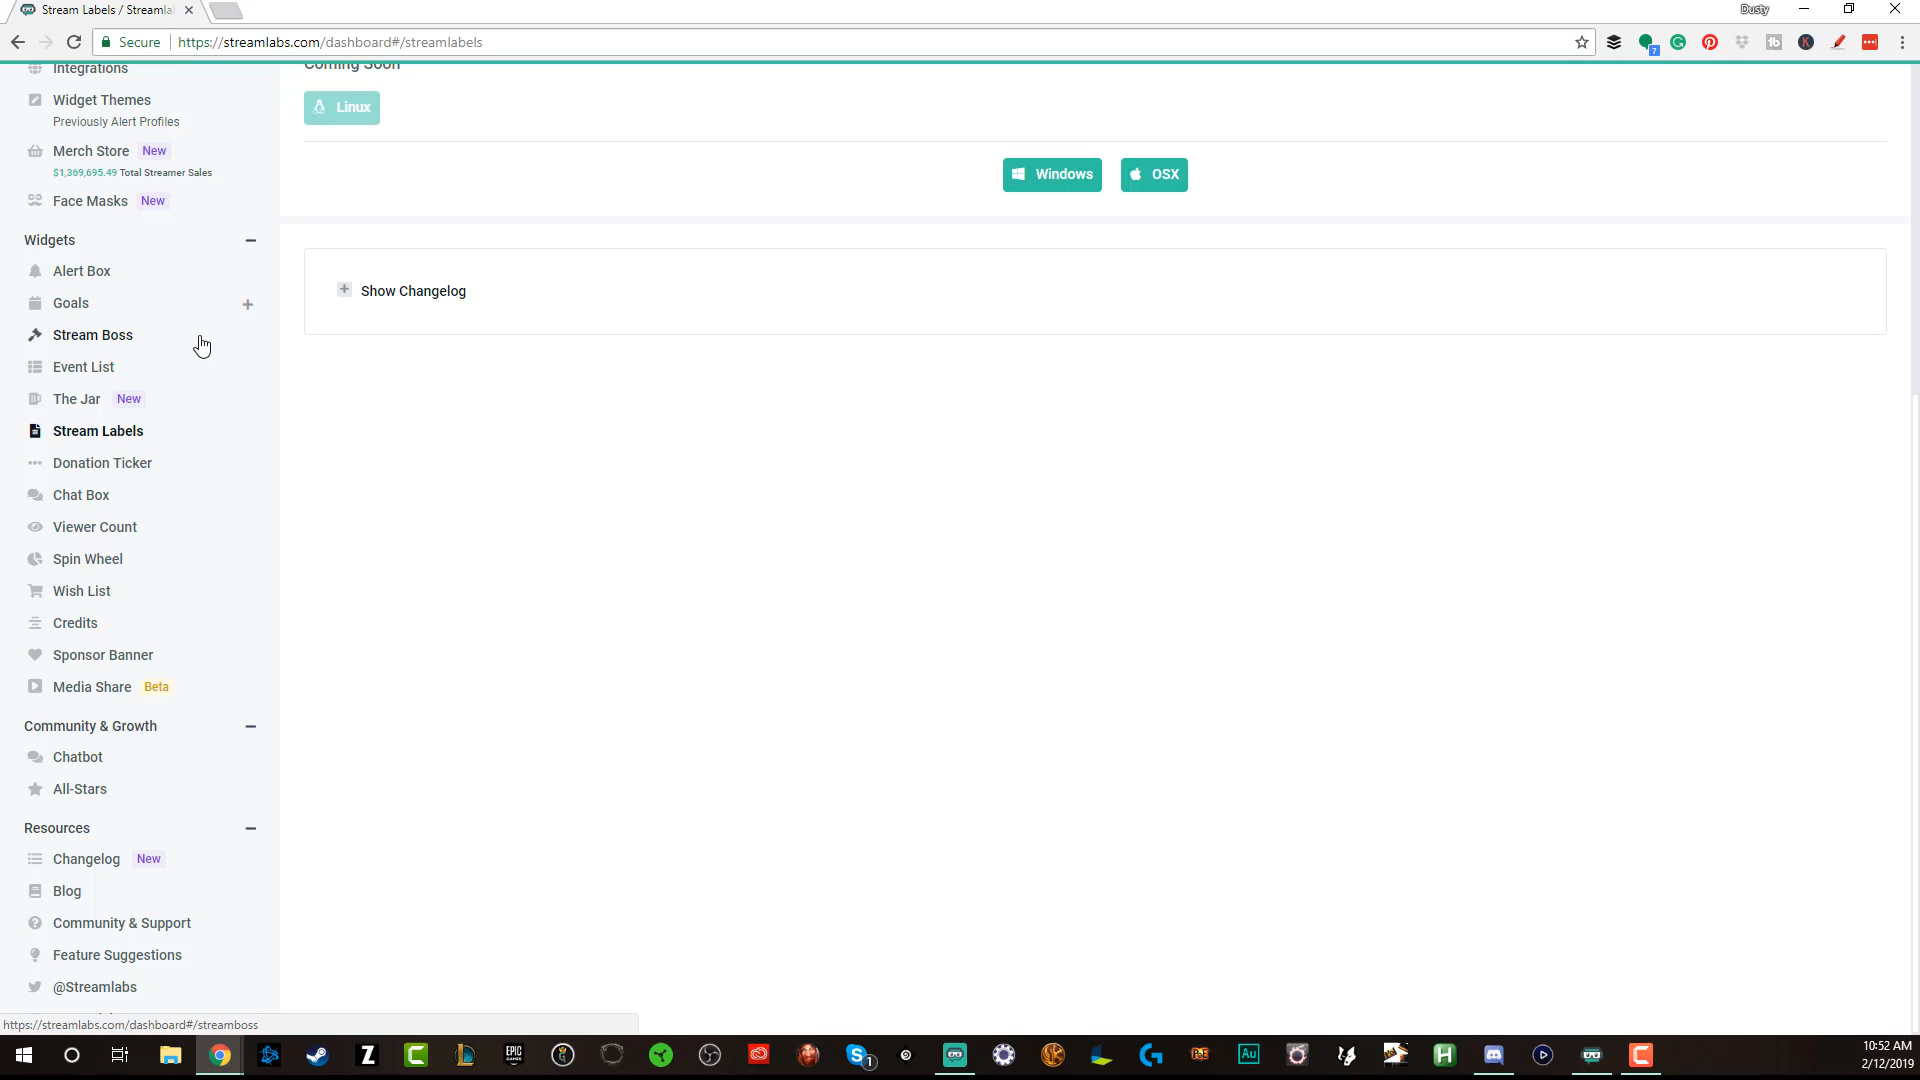 Stream Labels / Streamla
Dusty
Secure
https://streamlabs.com/dashboard#/streamlabels
7
Integrations
Widget Themes
Previously Alert Profiles
Merch Store New
$1,369,695.49 Total Streamer Sales
Face Masks New
Widgets
Alert Box
Goals
Stream Boss
Event List
The Jar New
Stream Labels
Donation Ticker
Chat Box
Viewer Count
Spin Wheel
Wish List
Credits
Sponsor Banner
Media Share Beta
Community & Growth
Chatbot
All-Stars
Resources
Changelog New
Blog
Community & Support
Feature Suggestions
@Streamlabs
Coming Soon
Linux
Windows
OSX
Show Changelog
https://streamlabs.com/dashboard#/streamboss
EPIC GAMES
Au
10:52 AM
2/12/2019